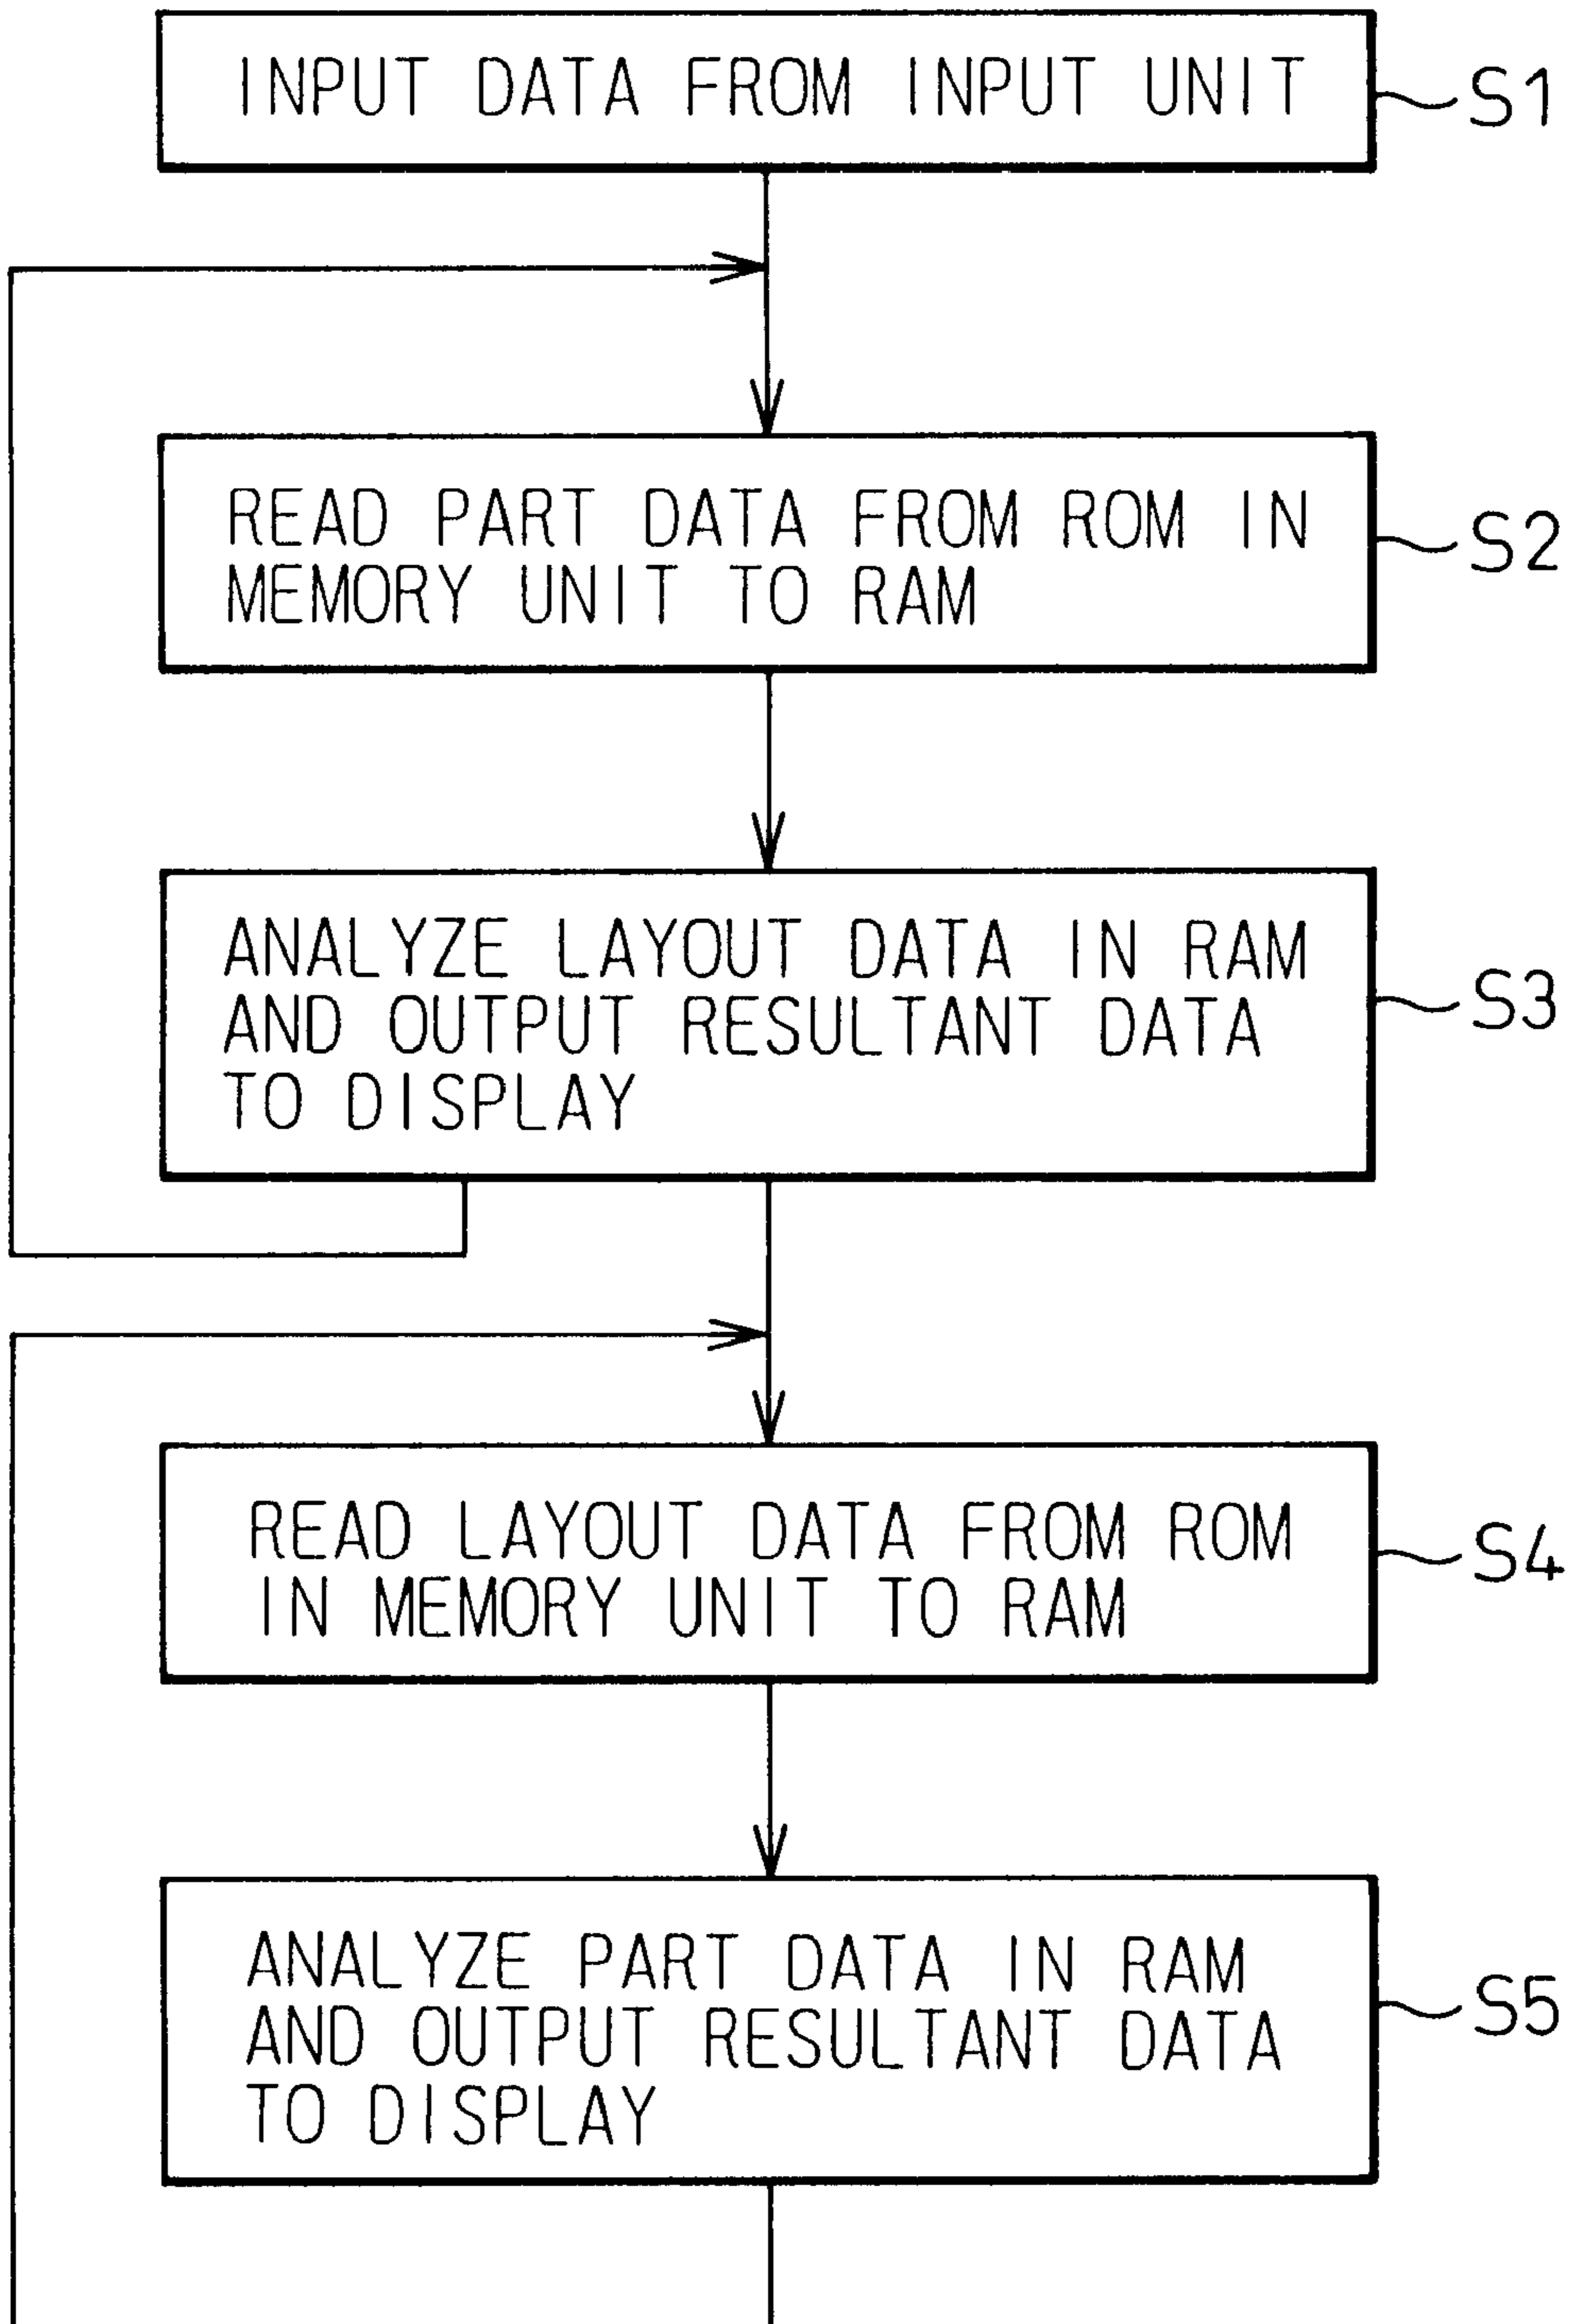 INPUT DATA FROM INPUT UNIT
S1
READ PART DATA FROM ROM IN
MEMORY UNIT TO RAM
S2
ANALYZE LAYOUT DATA IN RAM
AND OUTPUT RESULTANT DATA
TO DISPLAY
S3
READ LAYOUT DATA FROM ROM
IN MEMORY UNIT TO RAM
S4
ANALYZE PART DATA IN RAM
AND OUTPUT RESULTANT DATA
TO DISPLAY
S5